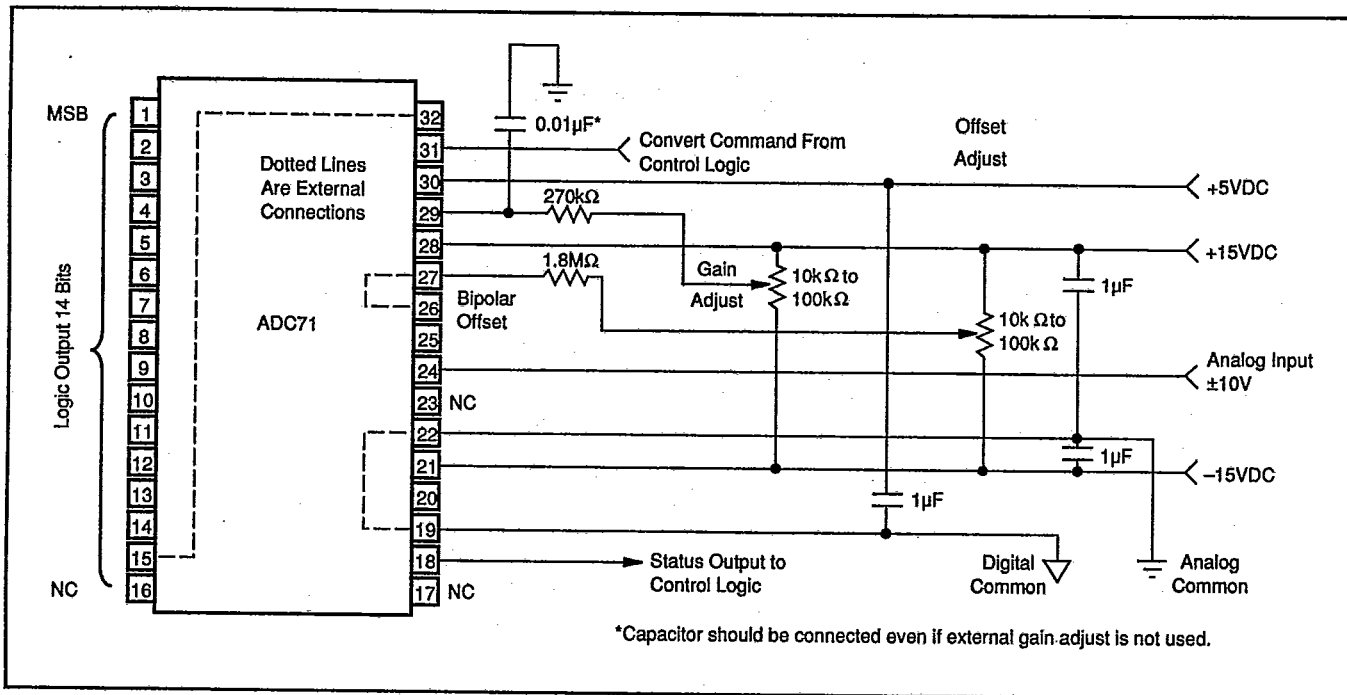 MSB
Logic Output 14 Bits
NC
1
2
3
4
5
6
7
8
9
10
11
12
13
14
15
16
Dotted Lines
Are External
Connections
ADC71
32
31
30
29
28
27
26
25
24
23
22
21
20
19
18
17
NC
NC
Bipolar
Offset
0.01µF*
Convert Command From
Control Logic
270kΩ
1.8MΩ
Gain
Adjust
10kΩ to
100kΩ
Offset
Adjust
10kΩ to
100kΩ
1µF
1µF
1µF
+5VDC
+15VDC
Analog Input
±10V
–15VDC
Status Output to
Control Logic
Digital
Common
Analog
Common
*Capacitor should be connected even if external gain adjust is not used.